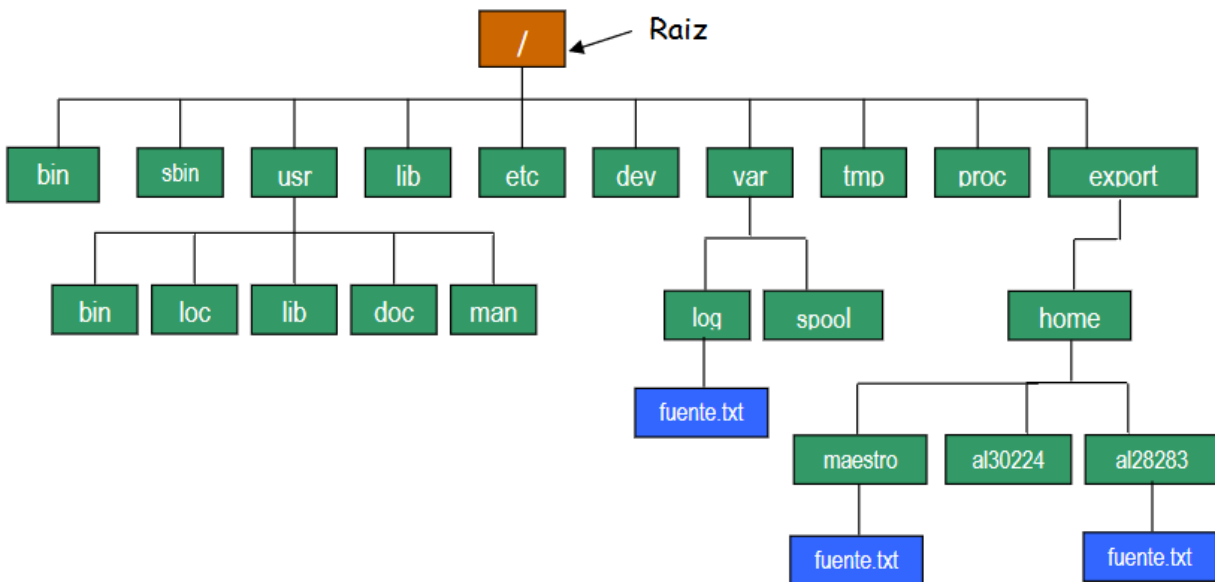 /
Raiz
bin
sbin
usr
lib
etc
dev
var
tmp
proc
export
bin
loc
lib
doc
man
log
spool
home
fuente.txt
maestro
al30224
al28283
fuente.txt
fuente.txt